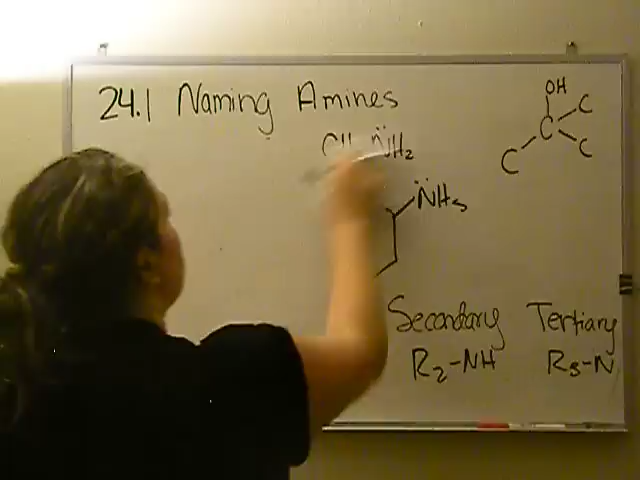 24.1 Naming Amines
OH
C
C
C
C
NH₂
NH₂
Secondary Tertiary
R₂-NH R₃-N